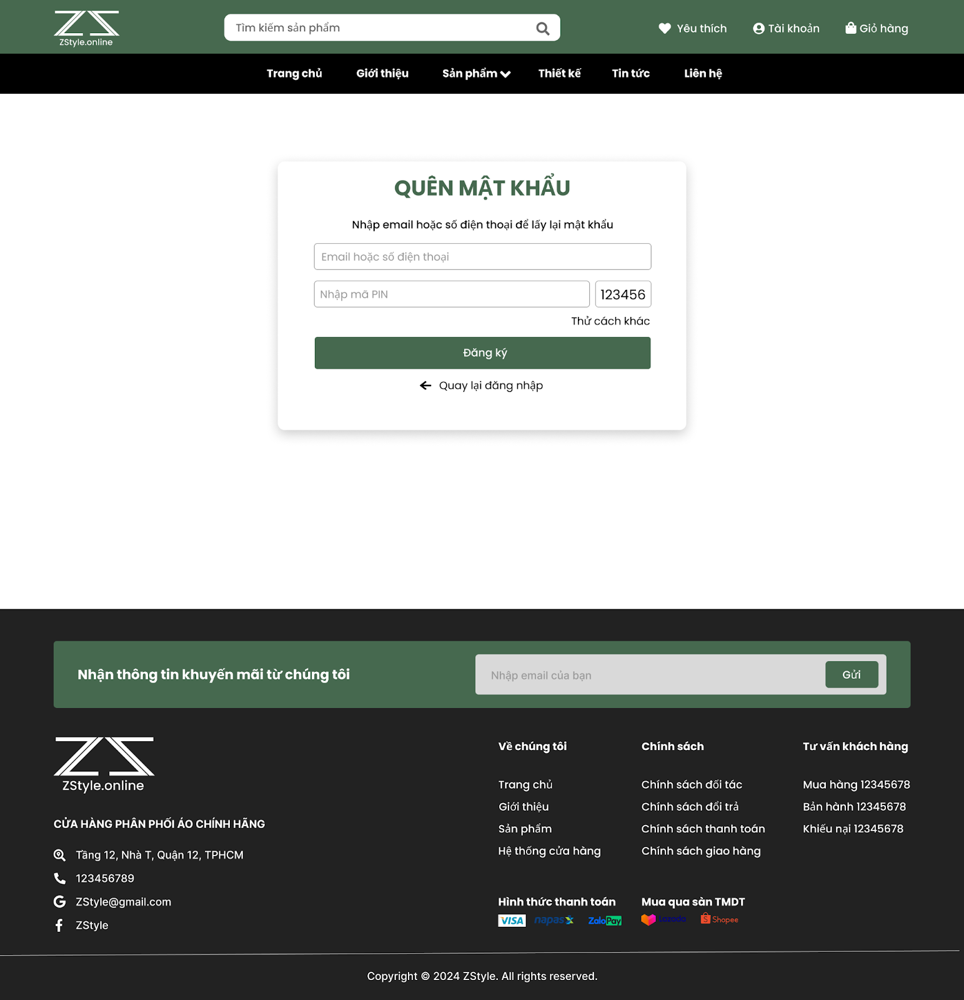 ZStyle.online
Tìm kiếm sản phẩm
Yêu thích
Tài khoản
Giỏ hàng
Trang chủ
Giới thiệu
Sản phẩm
Thiết kế
Tin tức
Liên hệ
QUÊN MẬT KHẨU
Nhập email hoặc số điện thoại để lấy lại mật khẩu
Email hoặc số điện thoại
Nhập mã PIN
123456
Thử cách khác
Đăng ký
Quay lại đăng nhập
Nhận thông tin khuyến mãi từ chúng tôi
Nhập email của bạn
Gửi
ZStyle.online
CỬA HÀNG PHÂN PHỐI ÁO CHÍNH HÃNG
Tầng 12, Nhà T, Quận 12, TPHCM
123456789
ZStyle@gmail.com
ZStyle
Về chúng tôi
Trang chủ
Giới thiệu
Sản phẩm
Hệ thống cửa hàng
Chính sách
Chính sách đối tác
Chính sách đổi trả
Chính sách thanh toán
Chính sách giao hàng
Tư vấn khách hàng
Mua hàng 12345678
Bản hành 12345678
Khiếu nại 12345678
Hình thức thanh toán
VISA
napas
ZaloPay
Mua qua sàn TMDT
Lazada
Shopee
Copyright © 2024 ZStyle. All rights reserved.